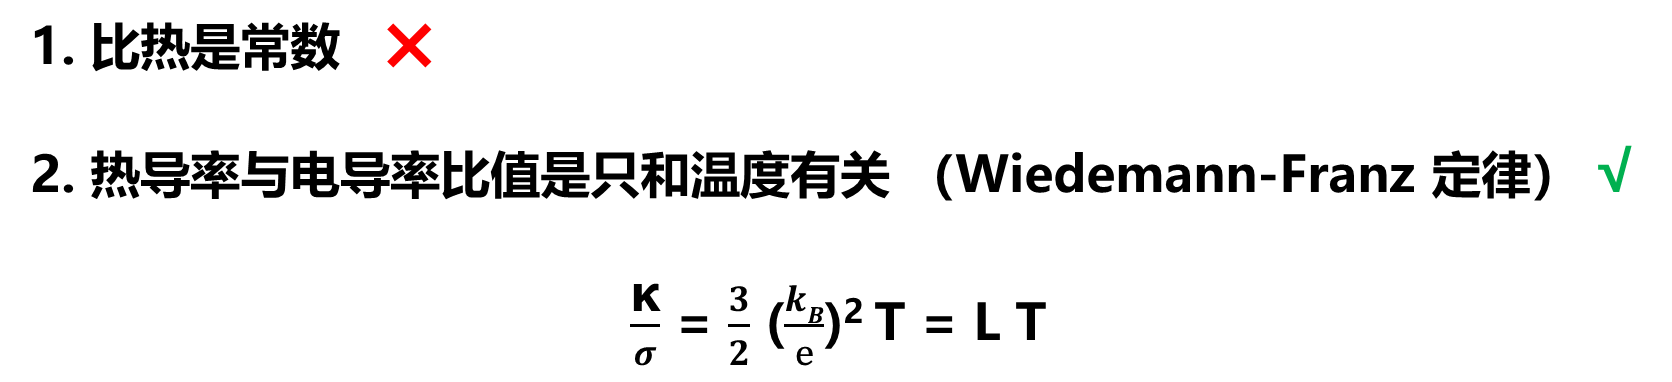 1. 比热是常数 ×
2. 热导率与电导率比值是只和温度有关 (Wiedemann-Franz 定律) √
κ/σ = 3/2 (k_B/e)² T = L T